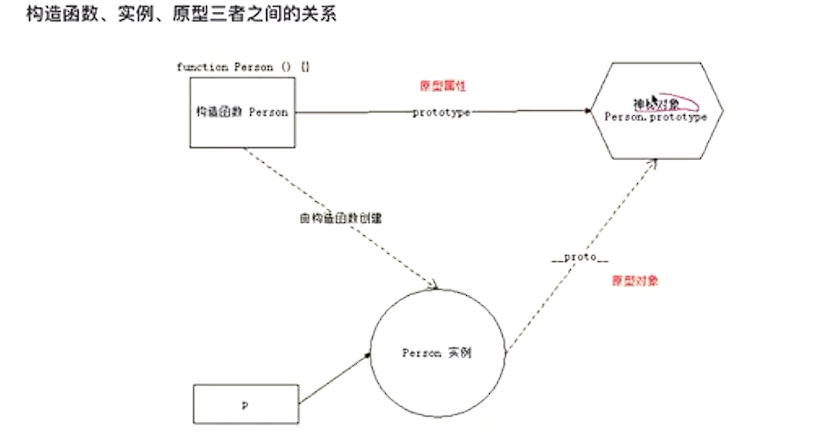 构造函数、实例、原型三者之间的关系
function Person () {}
原型属性
构造函数 Person
prototype
神秘对象
Person.prototype
由构造函数创建
__proto__
原型对象
Person 实例
p